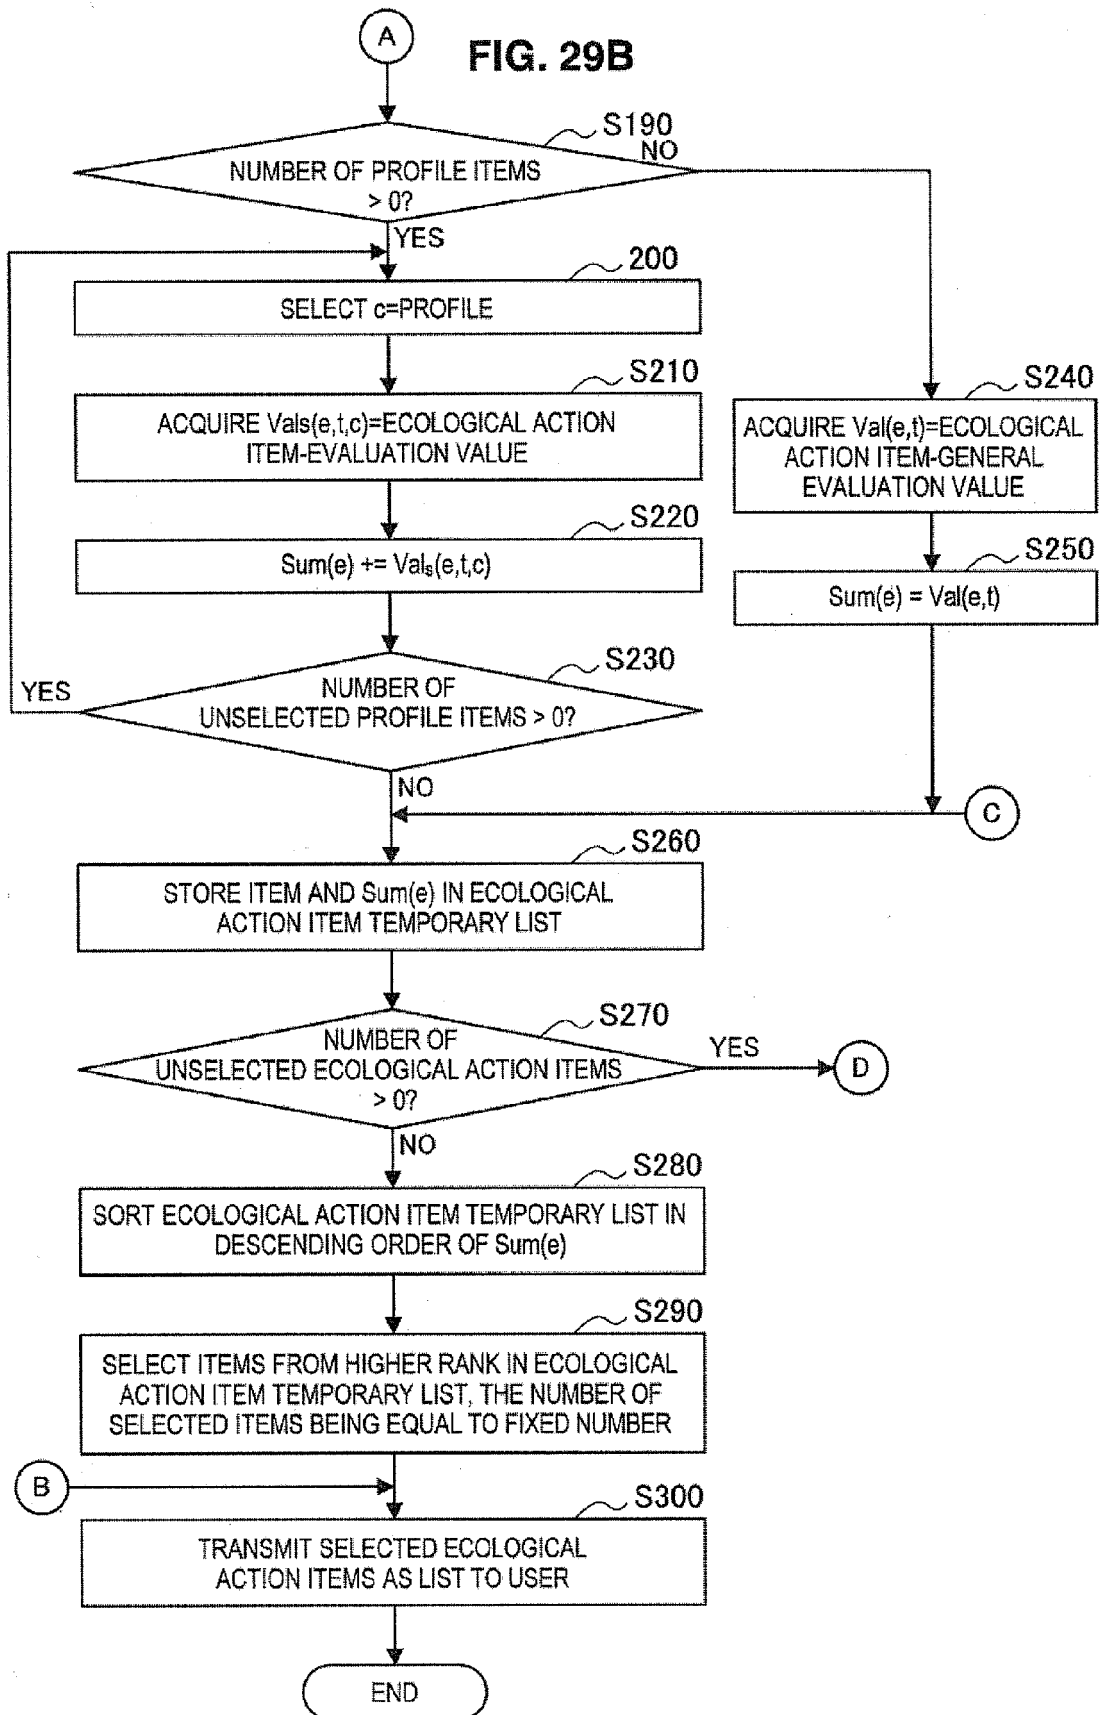 A
FIG. 29B
S190
NUMBER OF PROFILE ITEMS
> 0?
NO
YES
200
SELECT c=PROFILE
S210
ACQUIRE Vals(e,t,c)=ECOLOGICAL ACTION
ITEM-EVALUATION VALUE
S220
Sum(e) += Valₛ(e,t,c)
S230
NUMBER OF
UNSELECTED PROFILE ITEMS > 0?
YES
NO
S240
ACQUIRE Val(e,t)=ECOLOGICAL
ACTION ITEM-GENERAL
EVALUATION VALUE
S250
Sum(e) = Val(e,t)
C
S260
STORE ITEM AND Sum(e) IN ECOLOGICAL
ACTION ITEM TEMPORARY LIST
S270
NUMBER OF
UNSELECTED ECOLOGICAL ACTION ITEMS
> 0?
YES
D
NO
S280
SORT ECOLOGICAL ACTION ITEM TEMPORARY LIST IN
DESCENDING ORDER OF Sum(e)
S290
SELECT ITEMS FROM HIGHER RANK IN ECOLOGICAL
ACTION ITEM TEMPORARY LIST, THE NUMBER OF
SELECTED ITEMS BEING EQUAL TO FIXED NUMBER
B
S300
TRANSMIT SELECTED ECOLOGICAL
ACTION ITEMS AS LIST TO USER
END